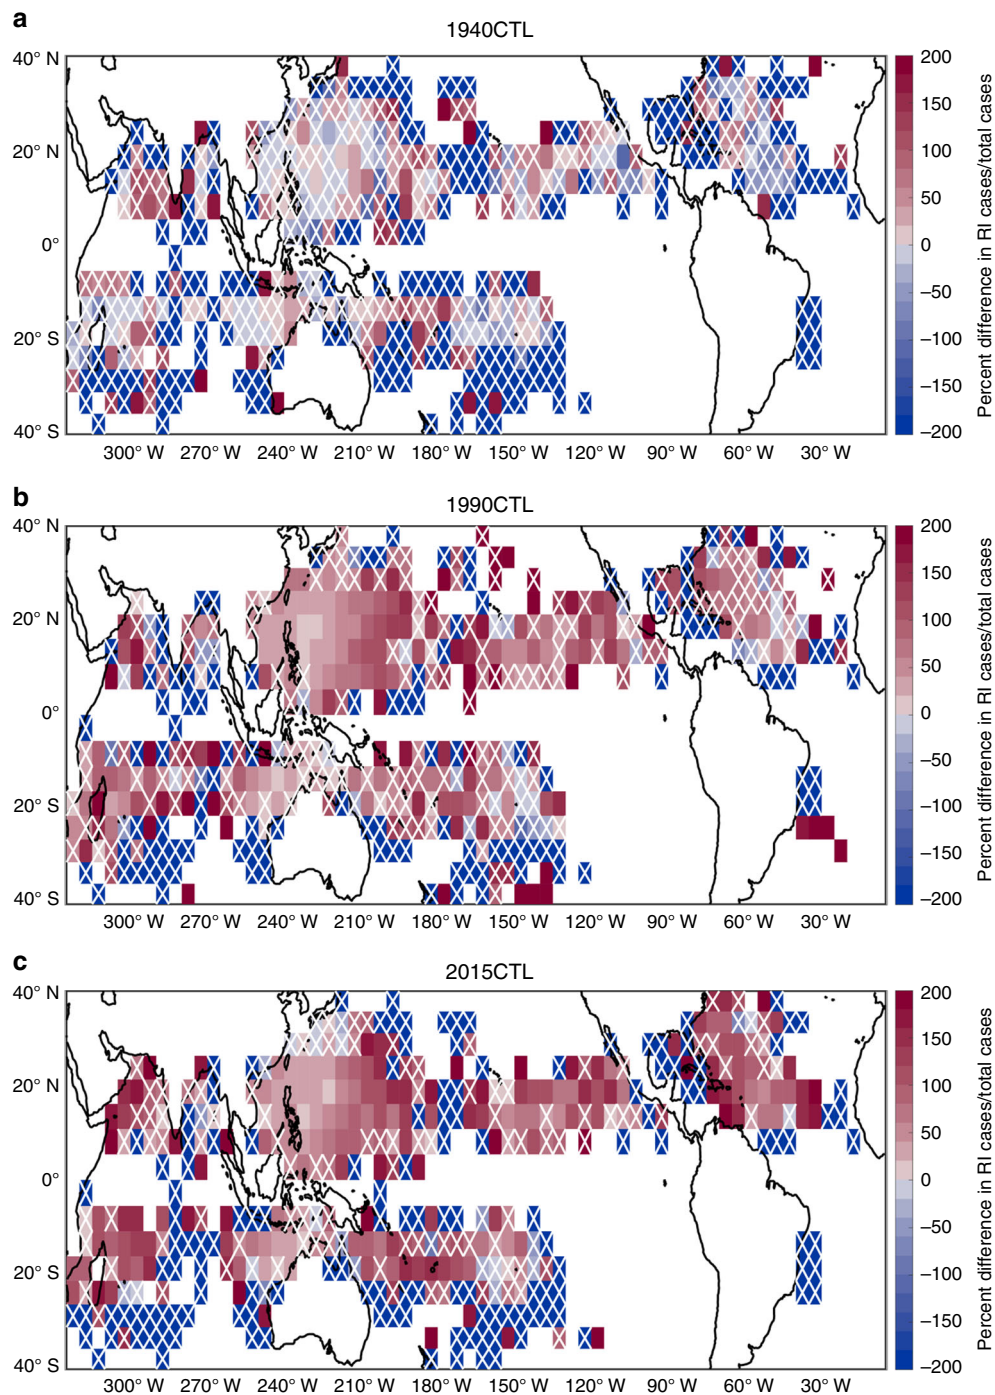 a
1940CTL
40° N
20° N
0°
20° S
40° S
300° W 270° W 240° W 210° W 180° W 150° W 120° W 90° W 60° W 30° W
200
150
100
50
0
−50
−100
−150
−200
Percent difference in RI cases/total cases
b
1990CTL
40° N
20° N
0°
20° S
40° S
300° W 270° W 240° W 210° W 180° W 150° W 120° W 90° W 60° W 30° W
200
150
100
50
0
−50
−100
−150
−200
Percent difference in RI cases/total cases
c
2015CTL
40° N
20° N
0°
20° S
40° S
300° W 270° W 240° W 210° W 180° W 150° W 120° W 90° W 60° W 30° W
200
150
100
50
0
−50
−100
−150
−200
Percent difference in RI cases/total cases